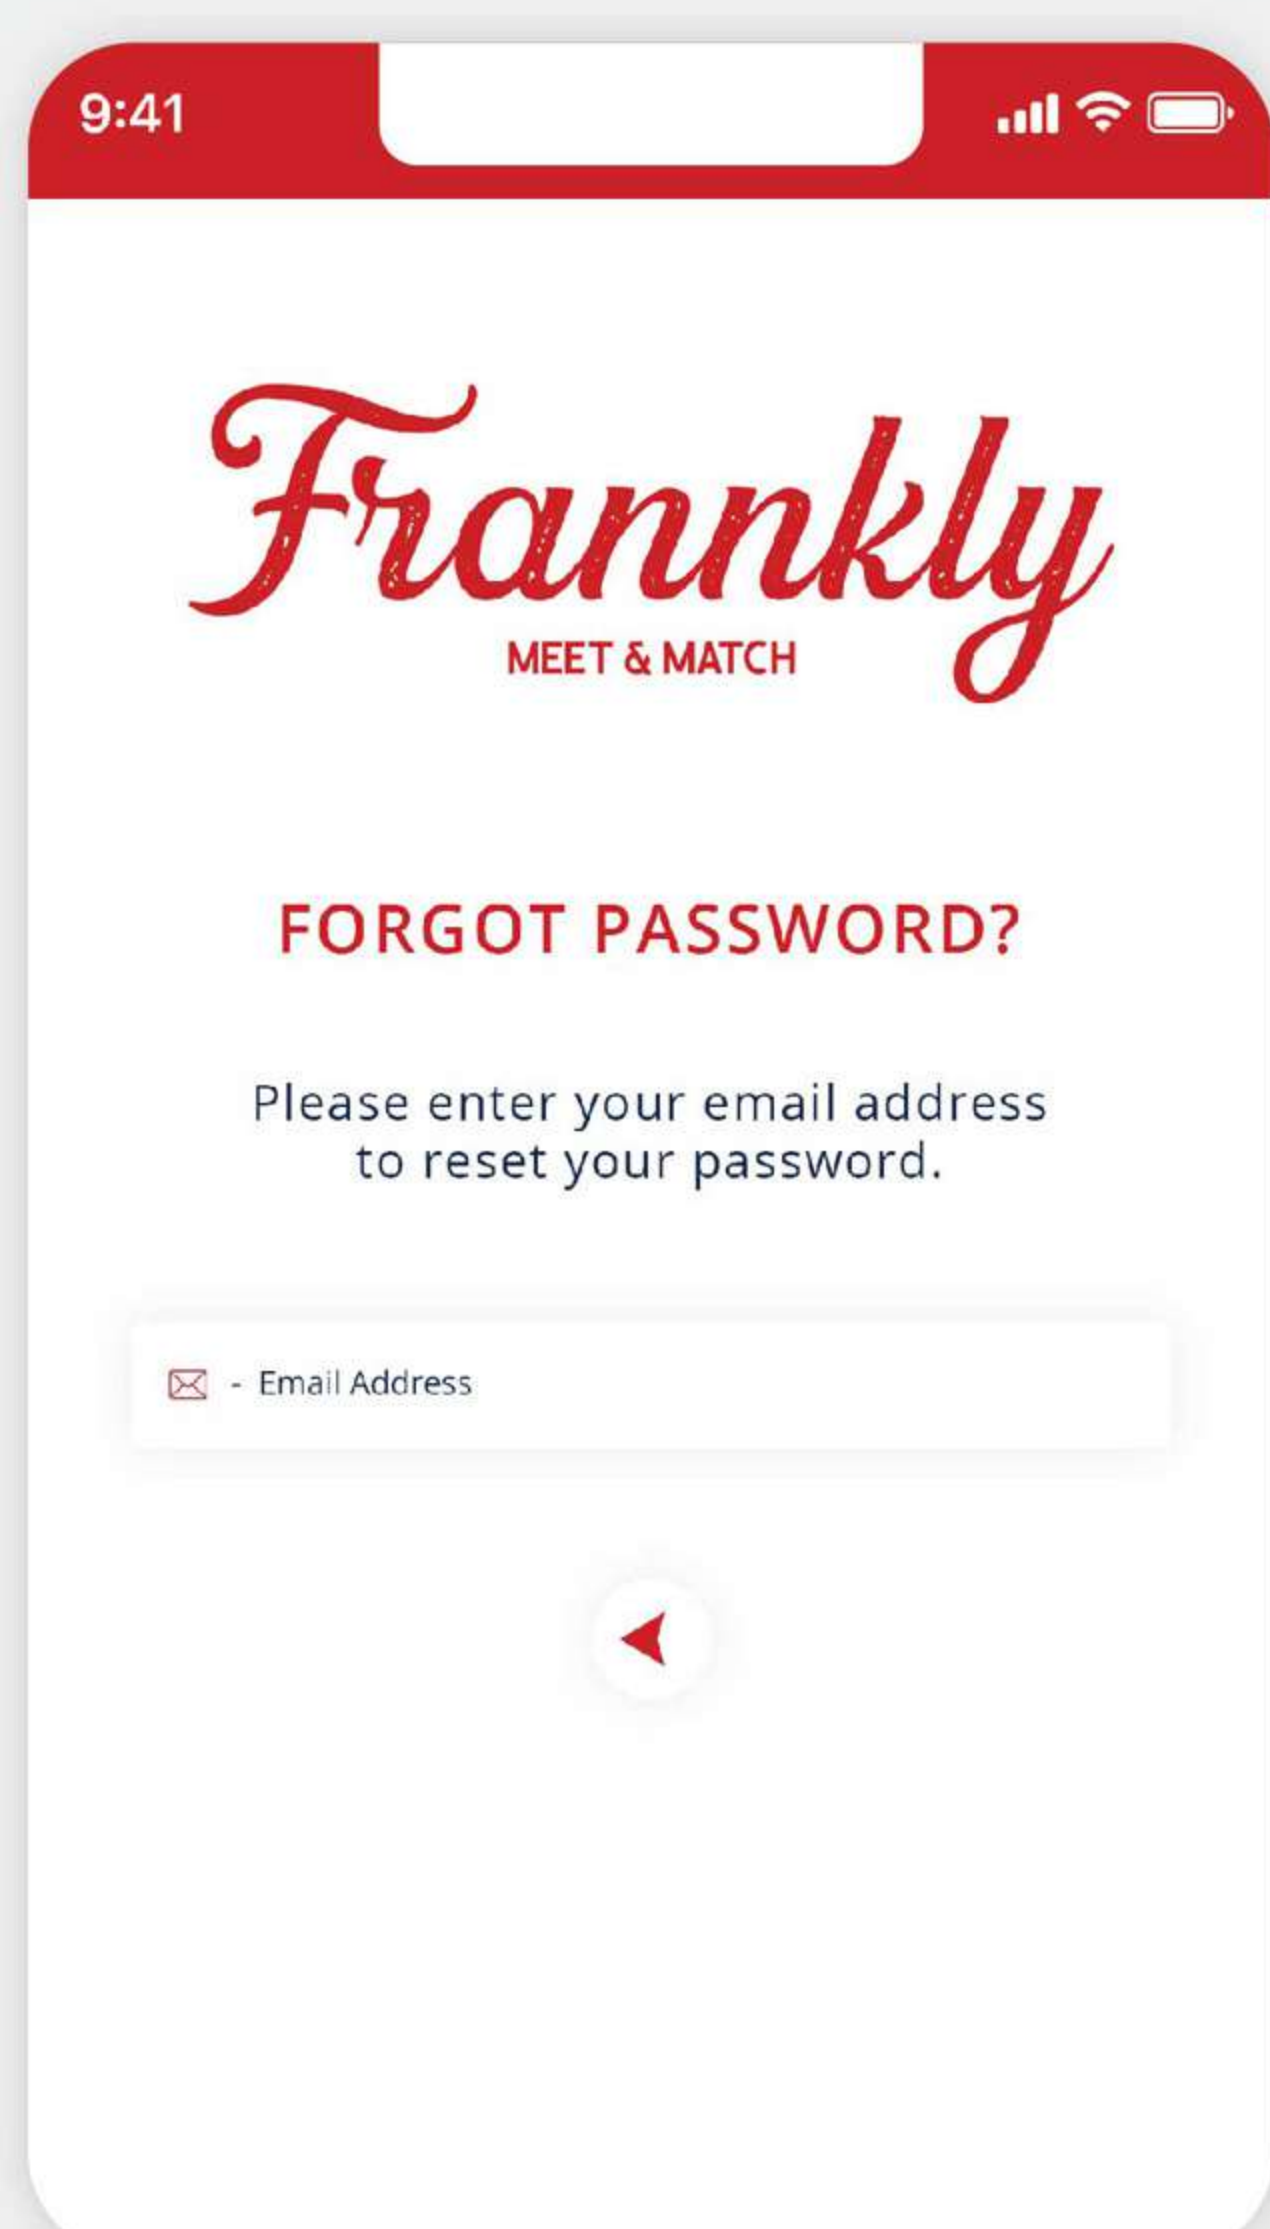 9:41
Frannkly
MEET & MATCH
FORGOT PASSWORD?
Please enter your email address
to reset your password.
- Email Address